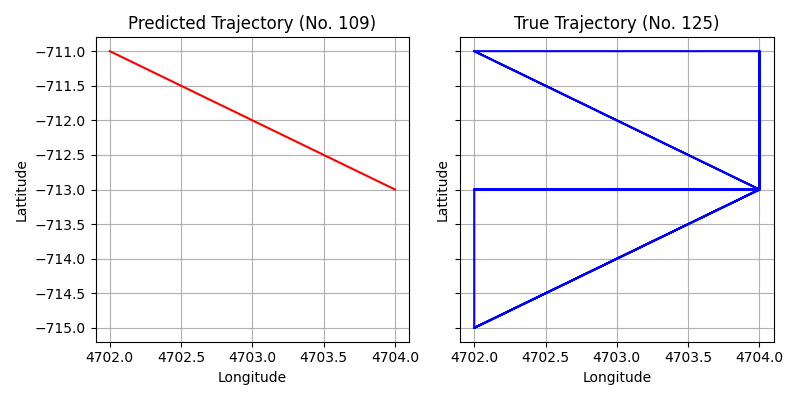 Predicted Trajectory (No. 109)
True Trajectory (No. 125)
−711.0
−711.5
−712.0
−712.5
−713.0
−713.5
−714.0
−714.5
−715.0
Lattitude
Lattitude
4702.0 4702.5 4703.0 4703.5 4704.0
4702.0 4702.5 4703.0 4703.5 4704.0
Longitude
Longitude